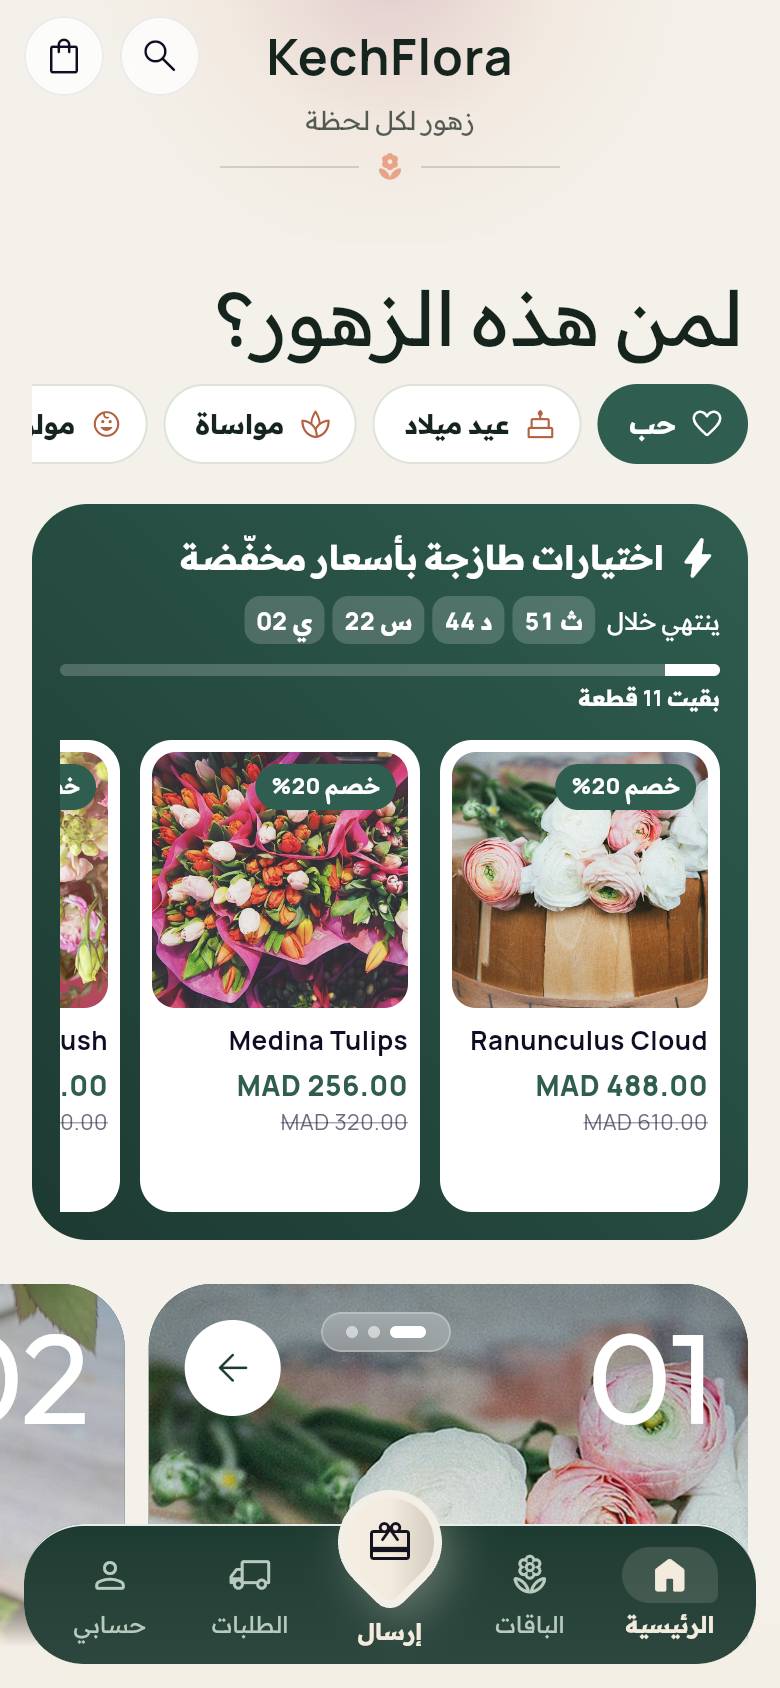 KechFlora
زهور لكل لحظة
لمن هذه الزهور؟
حب
عيد ميلاد
مواساة
اختيارات طازجة بأسعار مخفّضة
ينتهي خلال 02 ي 22 س 44 د 51 ث
بقيت 11 قطعة
خصم 20%
Ranunculus Cloud
MAD 488.00
MAD 610.00
خصم 20%
Medina Tulips
MAD 256.00
MAD 320.00
01
02
الرئيسية
الباقات
إرسال
الطلبات
حسابي